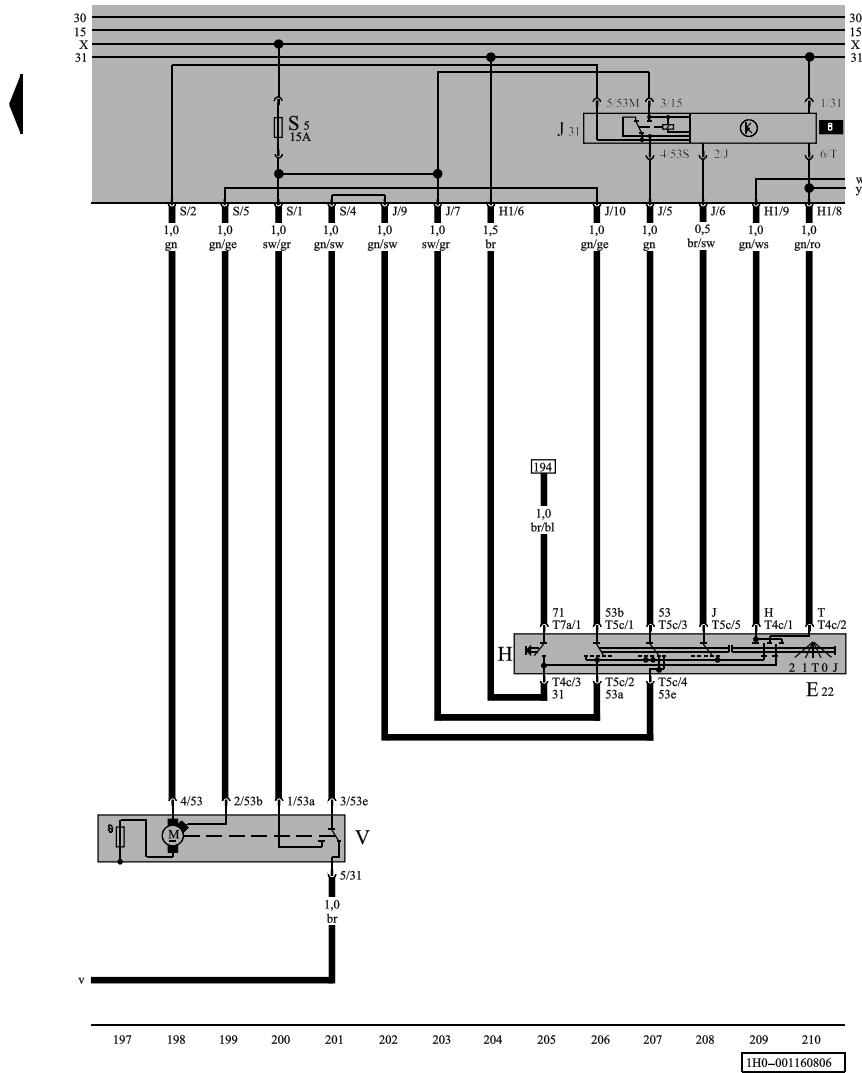 30 30
15 15
X X
31 31
5/53M 3/15 1/31
S 5
15A
J 31
K
8
4/53S 2/J 6/T
w
y
S/2 S/5 S/1 S/4 J/9 J/7 H1/6 J/10 J/5 J/6 H1/9 H1/8
1,0 1,0 1,0 1,0 1,0 1,0 1,5 1,0 1,0 0,5 1,0 1,0
gn gn/ge sw/gr gn/sw gn/sw sw/gr br gn/ge gn br/sw gn/ws gn/ro
194
1,0
br/bl
71 53b 53 J H T
T7a/1 T5c/1 T5c/3 T5c/5 T4c/1 T4c/2
H
2 1 T 0 J
T4c/3 T5c/2 T5c/4
31 53a 53e
E 22
4/53 2/53b 1/53a 3/53e
ϑ
M
V
5/31
1,0
br
v
197 198 199 200 201 202 203 204 205 206 207 208 209 210
1H0–001160806